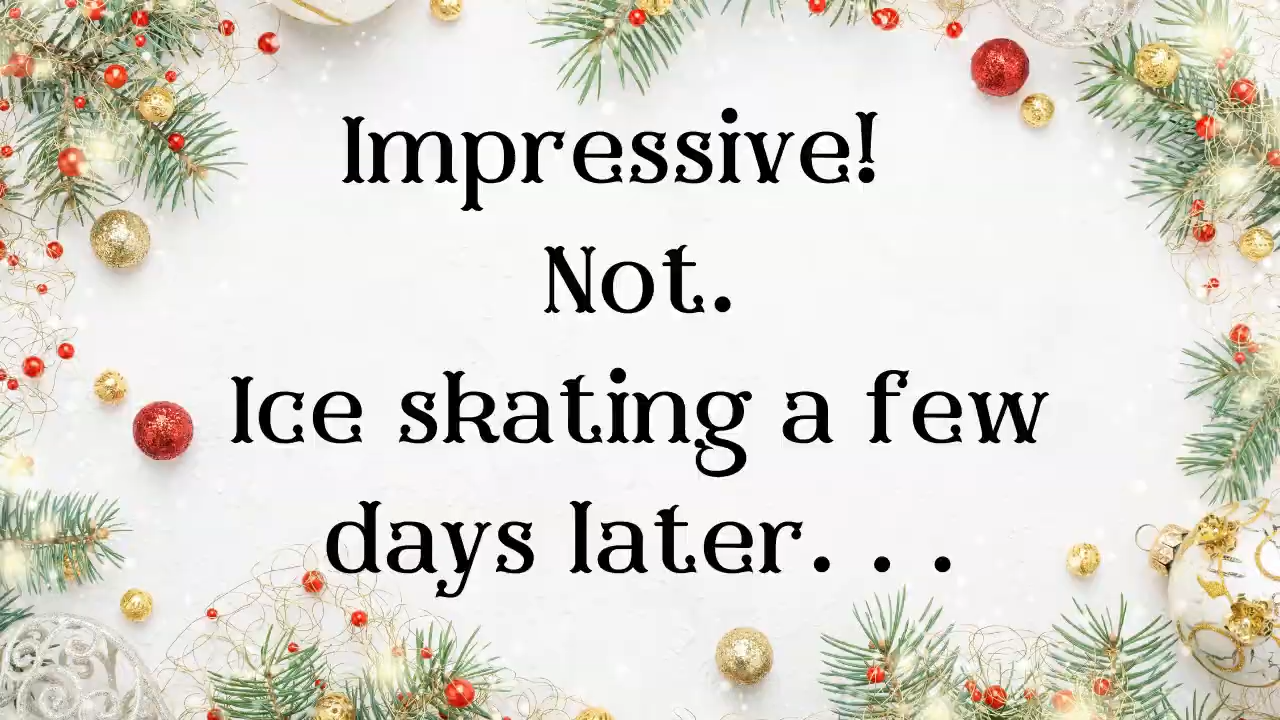 Impressive!
Not.
Ice skating a few
days later. . .